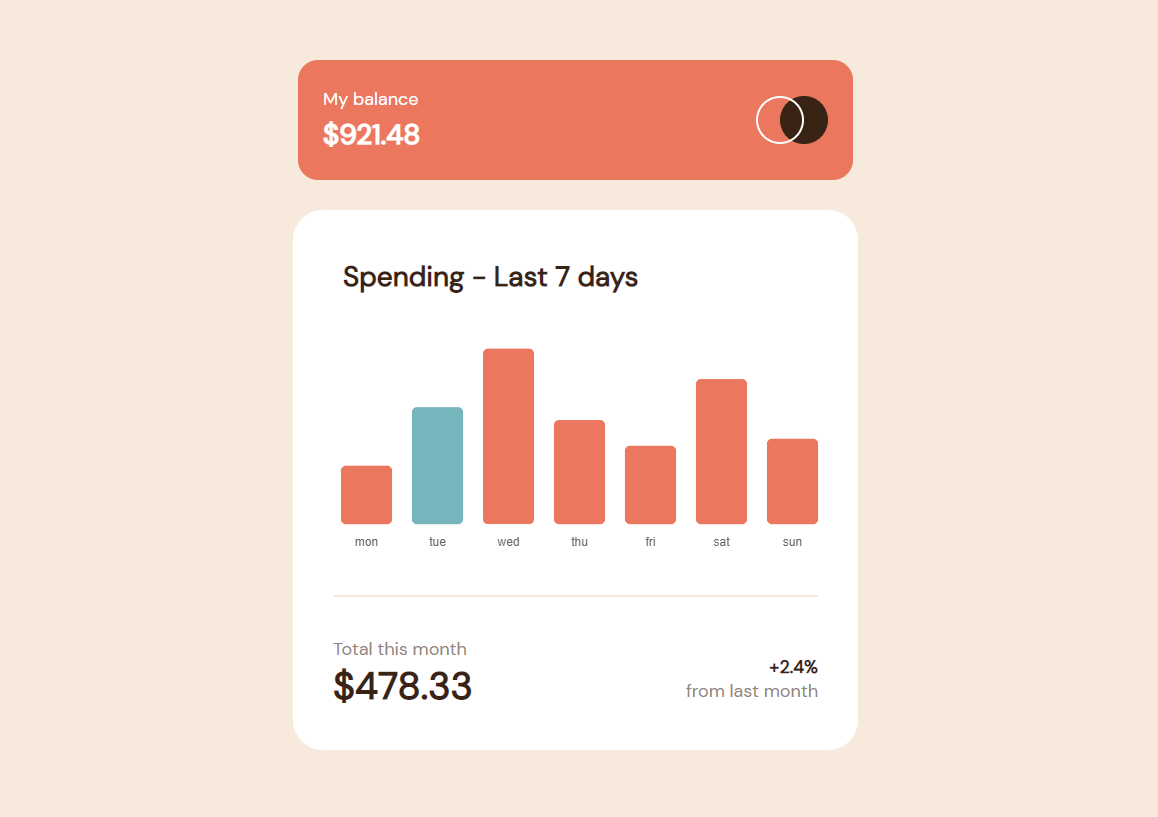 My balance
$921.48
Spending - Last 7 days
mon tue wed thu fri sat sun
Total this month
$478.33
+2.4%
from last month